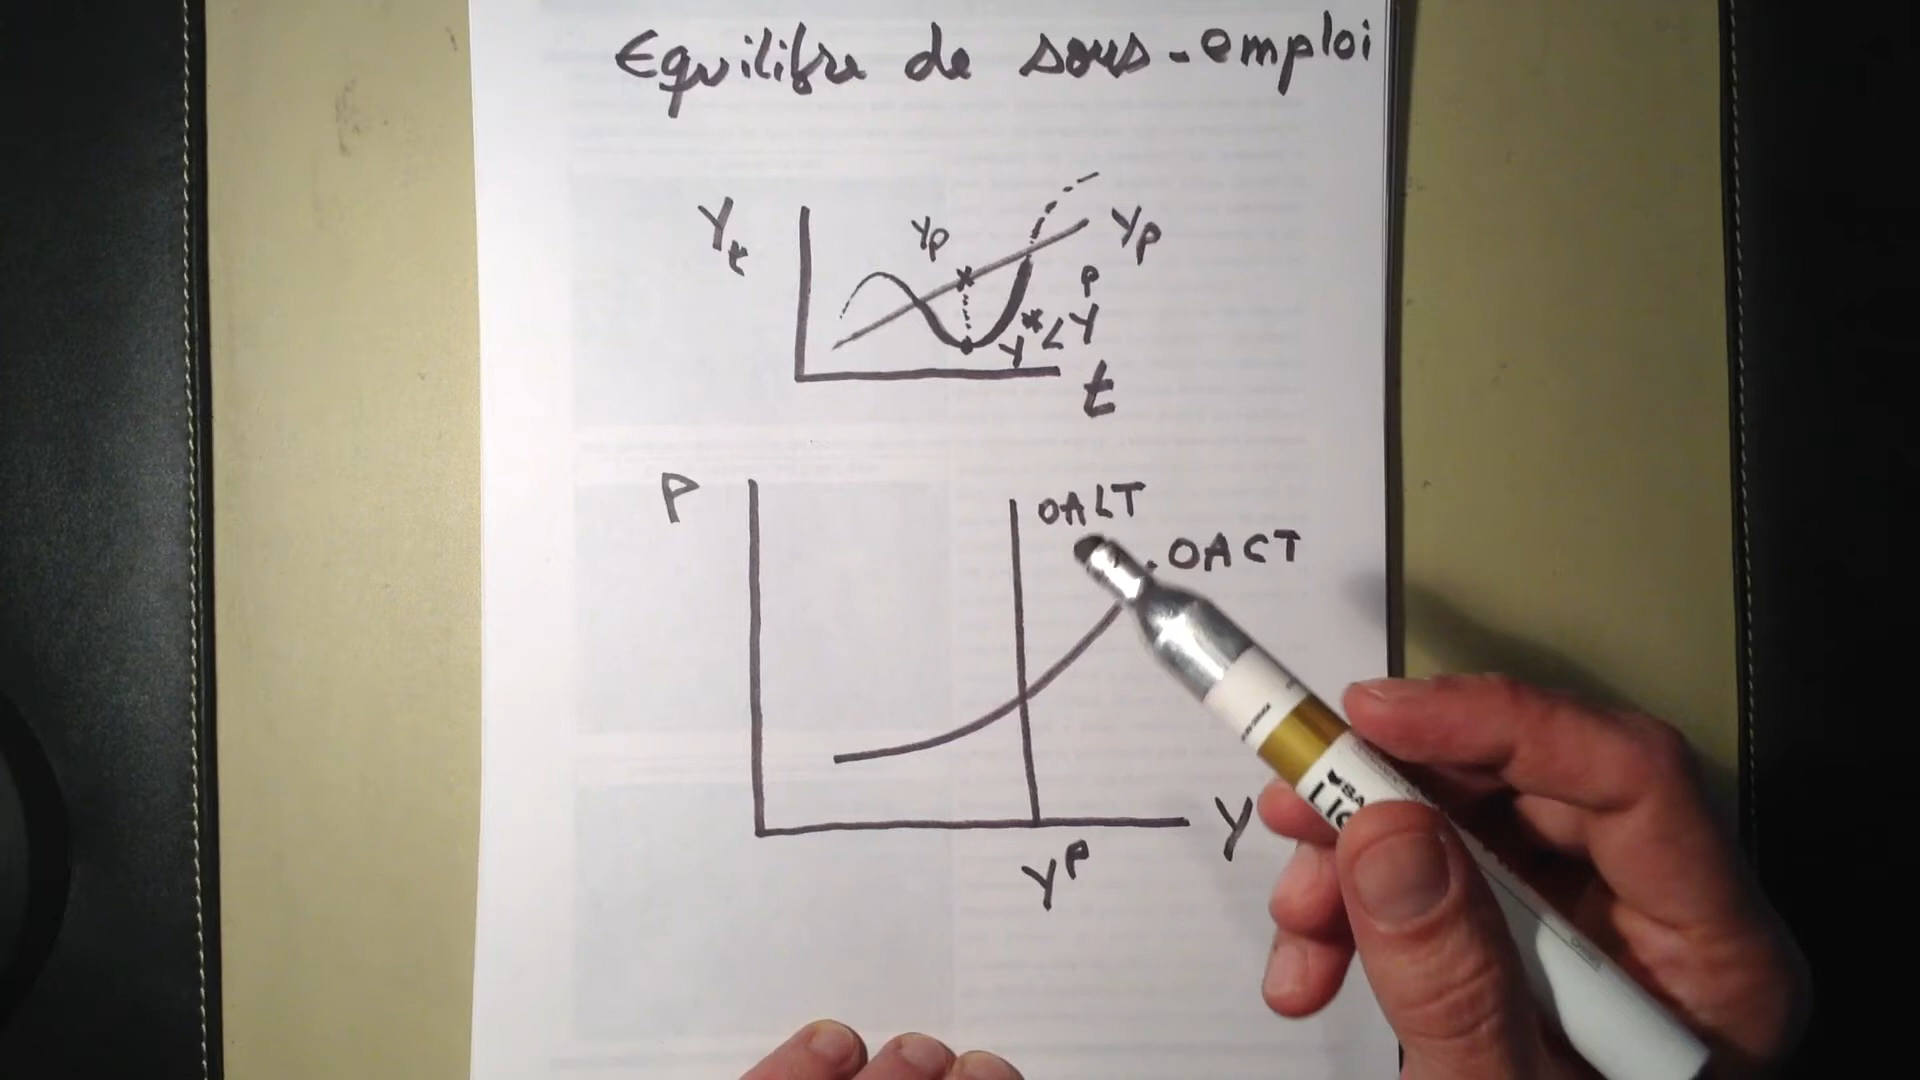 Equilibre de sous-emploi
Yt
Yp
Yp
Y* < Yp
t
P
OALT
OACT
Y
Yp